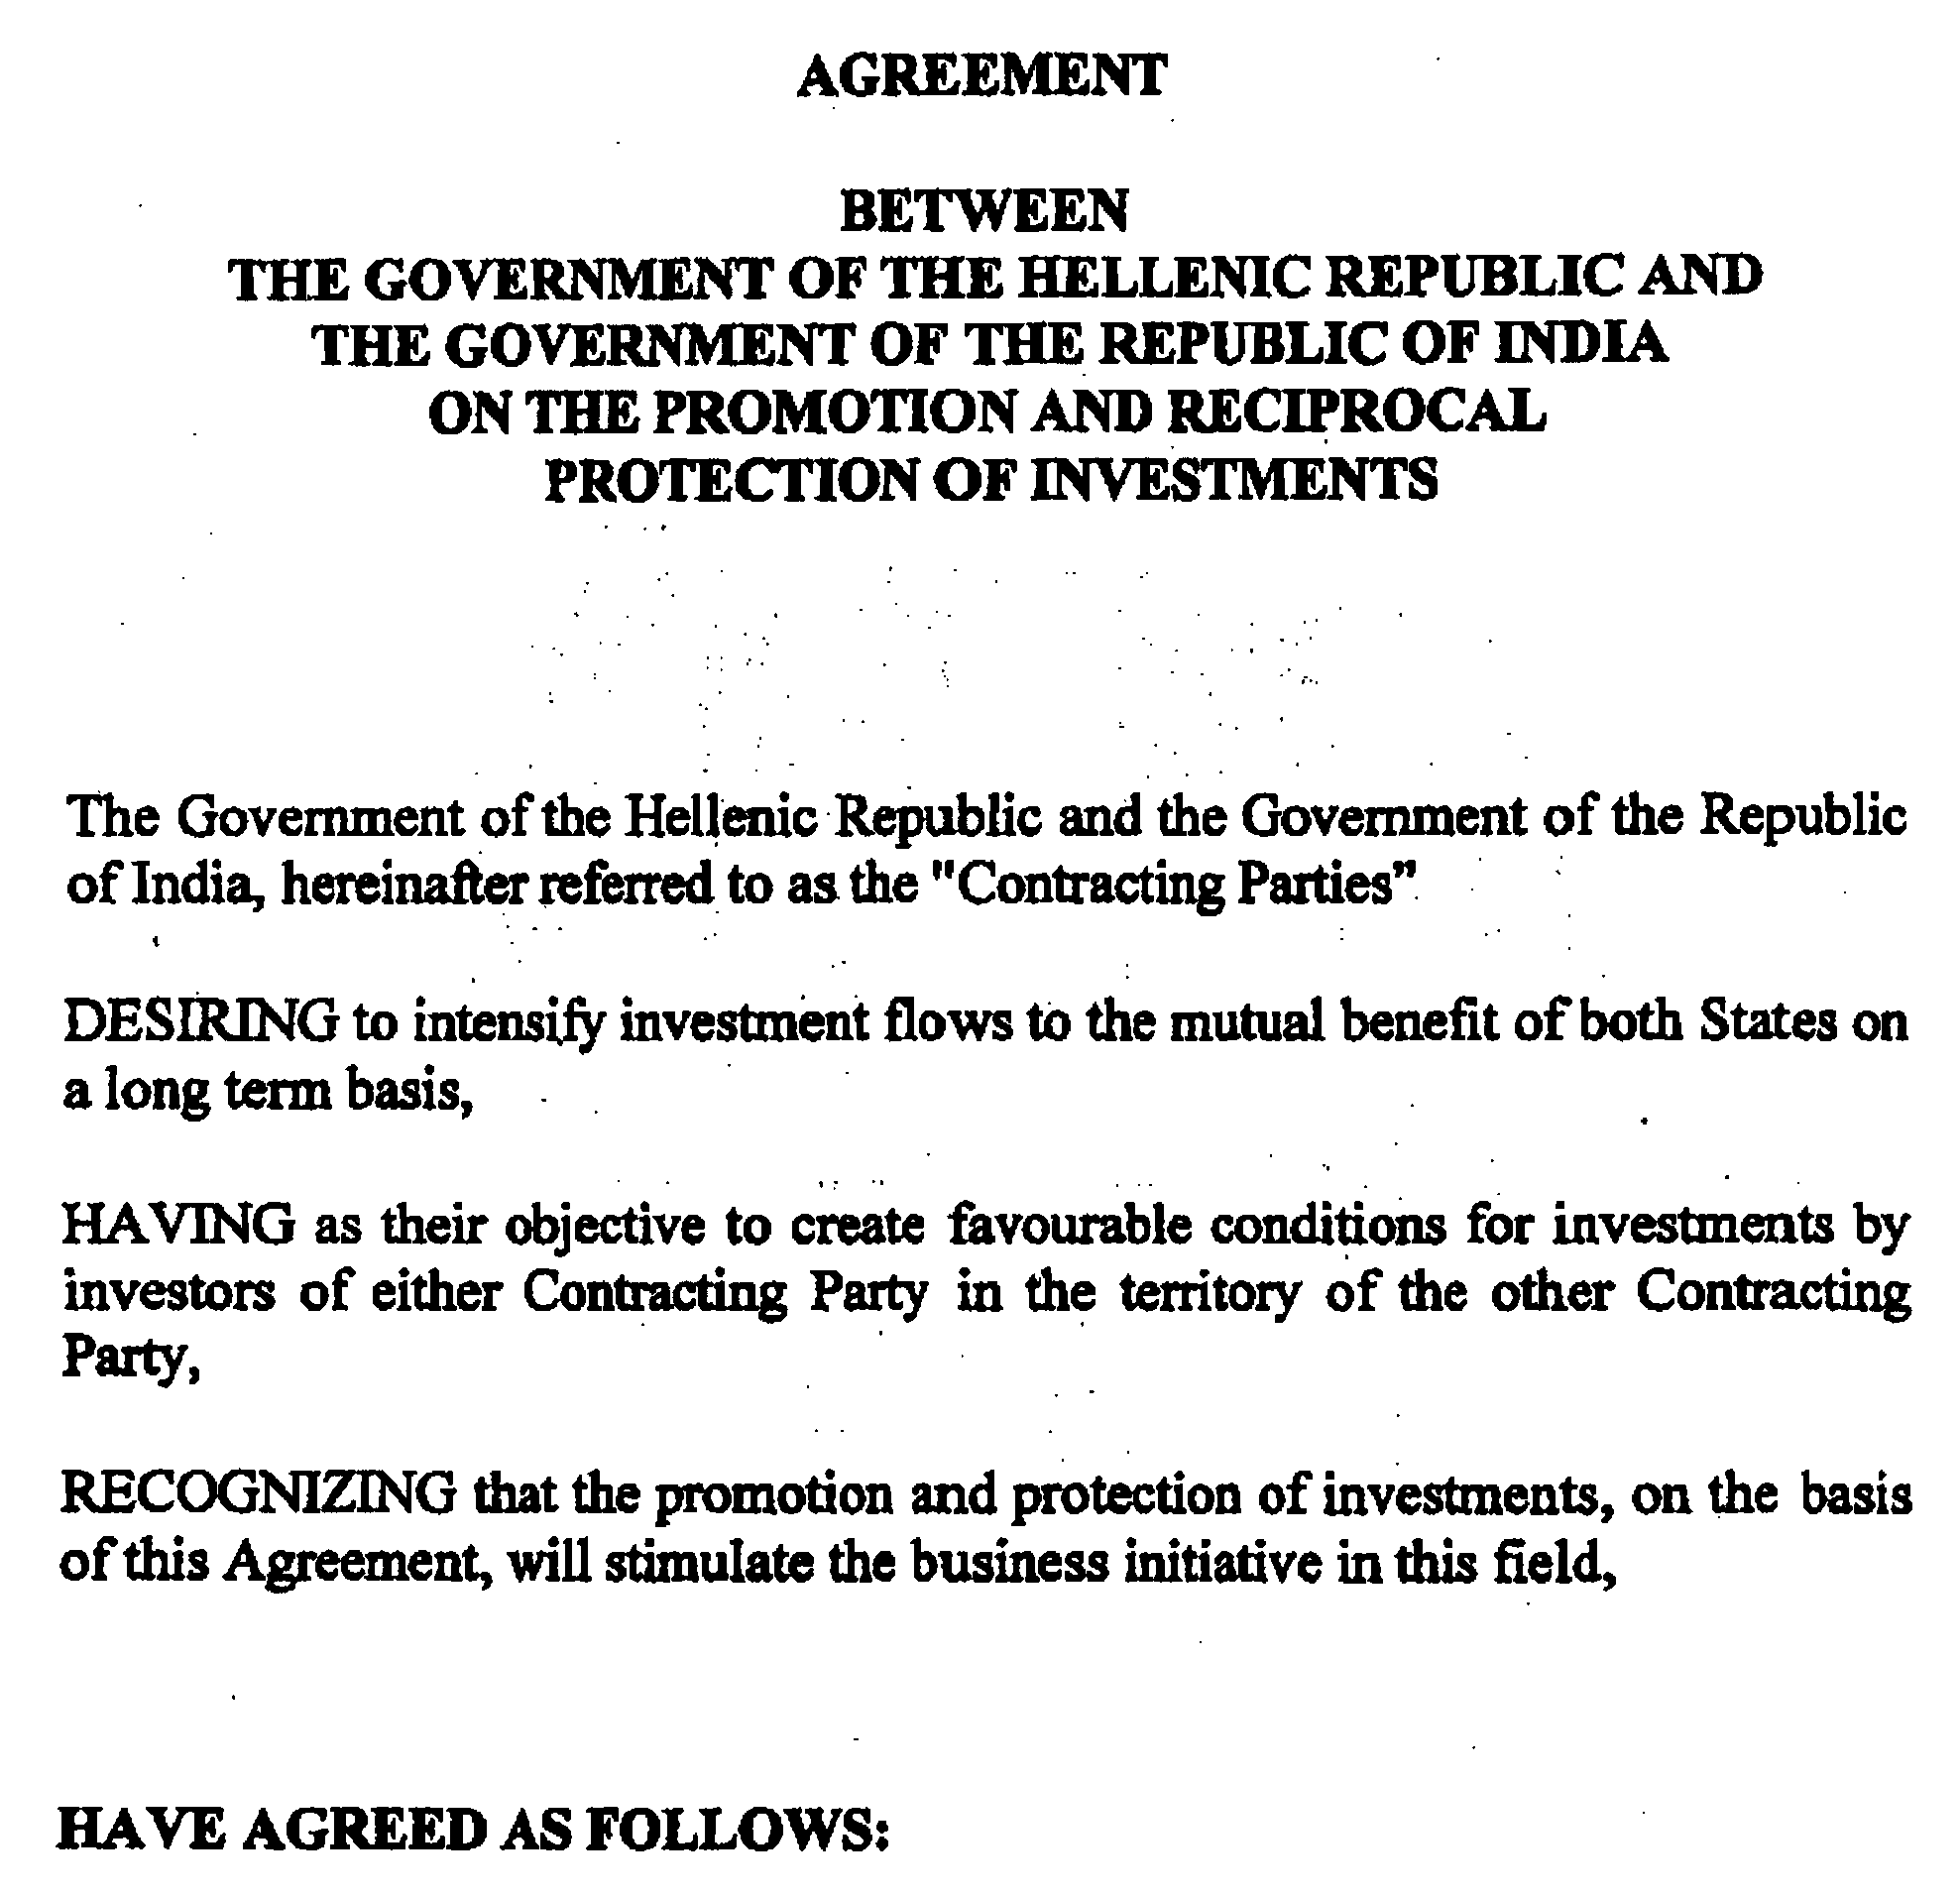 AGREEMENT
BETWEEN
THE GOVERNMENT OF THE HELLENIC REPUBLIC AND
THE GOVERNMENT OF THE REPUBLIC OF INDIA
ON THE PROMOTION AND RECIPROCAL
PROTECTION OF INVESTMENTS
The Government of the Hellenic Republic and the Government of the Republic
of India, hereinafter referred to as the "Contracting Parties”
DESIRING to intensify investment flows to the mutual benefit of both States on
a long term basis,
HAVING as their objective to create favourable conditions for investments by
investors of either Contracting Party in the territory of the other Contracting
Party,
RECOGNIZING that the promotion and protection of investments, on the basis
of this Agreement, will stimulate the business initiative in this field,
HAVE AGREED AS FOLLOWS: